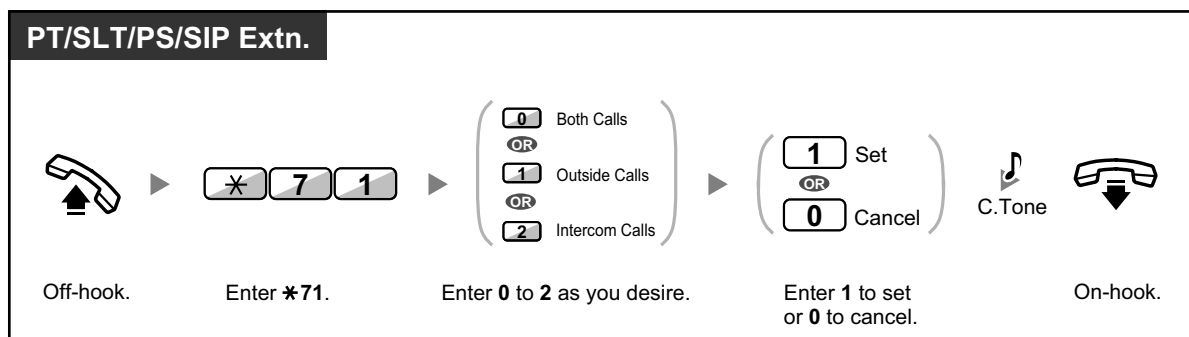 PT/SLT/PS/SIP Extn.
0 Both Calls
OR
1 Outside Calls
OR
2 Intercom Calls
* 7 1
1 Set
OR
0 Cancel
C.Tone
Off-hook.
Enter *71.
Enter 0 to 2 as you desire.
Enter 1 to set
or 0 to cancel.
On-hook.